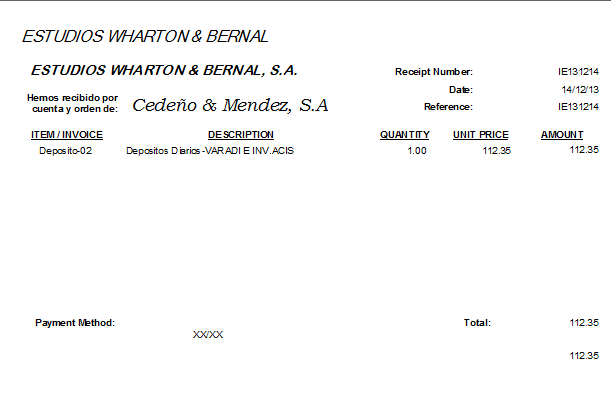 ESTUDIOS WHARTON & BERNAL
ESTUDIOS WHARTON & BERNAL, S.A.
Receipt Number: IE131214
Date: 14/12/13
Hemos recibido por
cuenta y orden de: Cedeño & Mendez, S.A
Reference: IE131214
ITEM / INVOICE DESCRIPTION QUANTITY UNIT PRICE AMOUNT
Deposito-02 Depositos Diarios-VARADI E INV.ACIS 1.00 112.35 112.35
Payment Method: Total: 112.35
XX/XX
112.35